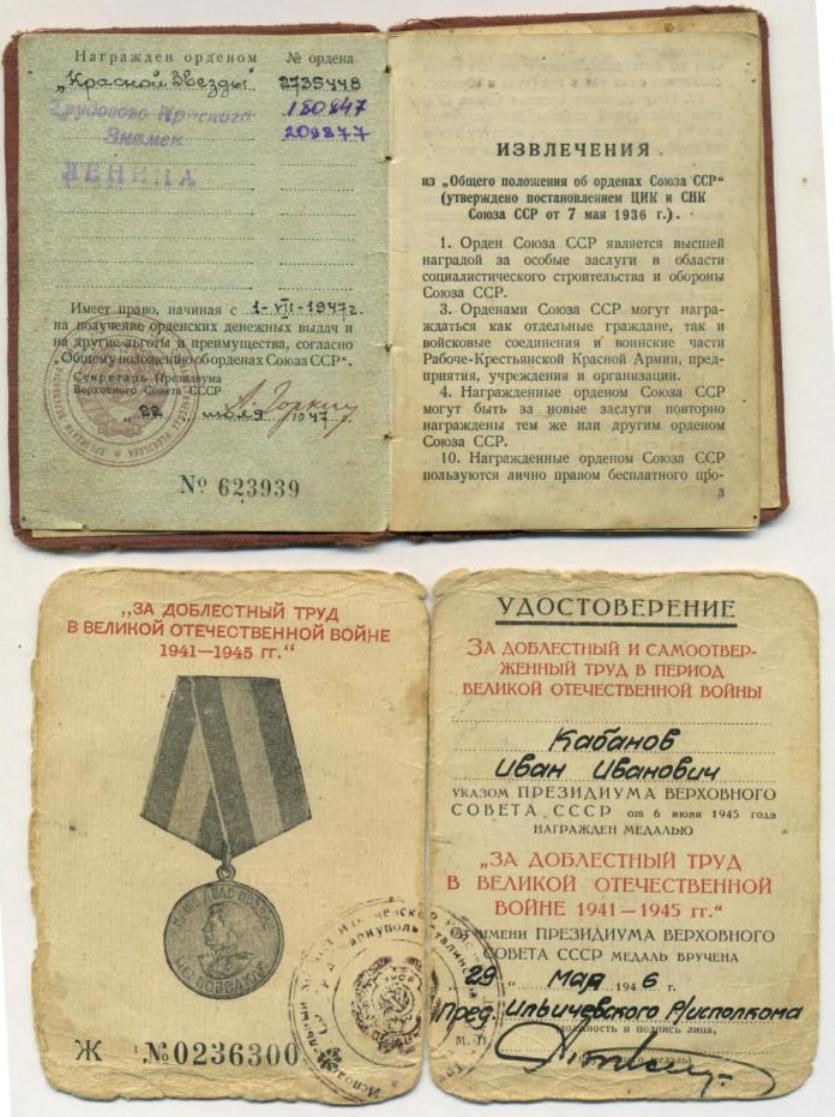 Награжден орденом № ордена
„Красной Звезды" 2735448
Трудового Красного 180847
Знамен 209877
ЛЕНИНА
Имеет право, начиная с 1-VII-1947 г.
на получение орденских денежных выдач и
на другие льготы и преимущества, согласно
„Общему положению об орденах Союза ССР".
Секретарь Президиума
Верховного Совета СССР
А. Горкин
„22" июля 1947 г.
№ 623939
ИЗВЛЕЧЕНИЯ
из „Общего положения об орденах Союза ССР"
(утверждено постановлением ЦИК и СНК
Союза ССР от 7 мая 1936 г.).
1. Орден Союза ССР является высшей
наградой за особые заслуги в области
социалистического строительства и обороны
Союза ССР.
3. Орденами Союза ССР могут награ-
ждаться как отдельные граждане, так и
войсковые соединения и воинские части
Рабоче-Крестьянской Красной Армии, пред-
приятия, учреждения и организации.
4. Награжденные орденом Союза ССР
могут быть за новые заслуги повторно
награждены тем же или другим орденом
Союза ССР.
10. Награжденные орденом Союза ССР
пользуются лично правом бесплатного про-
3
„ЗА ДОБЛЕСТНЫЙ ТРУД
В ВЕЛИКОЙ ОТЕЧЕСТВЕННОЙ ВОЙНЕ
1941—1945 гг."
НАШЕ ДЕЛО ПРАВОЕ
МЫ ПОБЕДИЛИ
Ж №0236300
УДОСТОВЕРЕНИЕ
ЗА ДОБЛЕСТНЫЙ И САМООТВЕР-
ЖЕННЫЙ ТРУД В ПЕРИОД
ВЕЛИКОЙ ОТЕЧЕСТВЕННОЙ ВОЙНЫ
Кабанов
Иван Иванович
УКАЗОМ ПРЕЗИДИУМА ВЕРХОВНОГО
СОВЕТА СССР от 6 июня 1945 года
НАГРАЖДЕН МЕДАЛЬЮ
„ЗА ДОБЛЕСТНЫЙ ТРУД
В ВЕЛИКОЙ ОТЕЧЕСТВЕННОЙ
ВОЙНЕ 1941—1945 гг."
ОТ ИМЕНИ ПРЕЗИДИУМА ВЕРХОВНОГО
СОВЕТА СССР МЕДАЛЬ ВРУЧЕНА
„29" мая 1946 г.
Пред. Ильичевского Р/исполкома
должность и подпись лица,
М. П.
медаль)